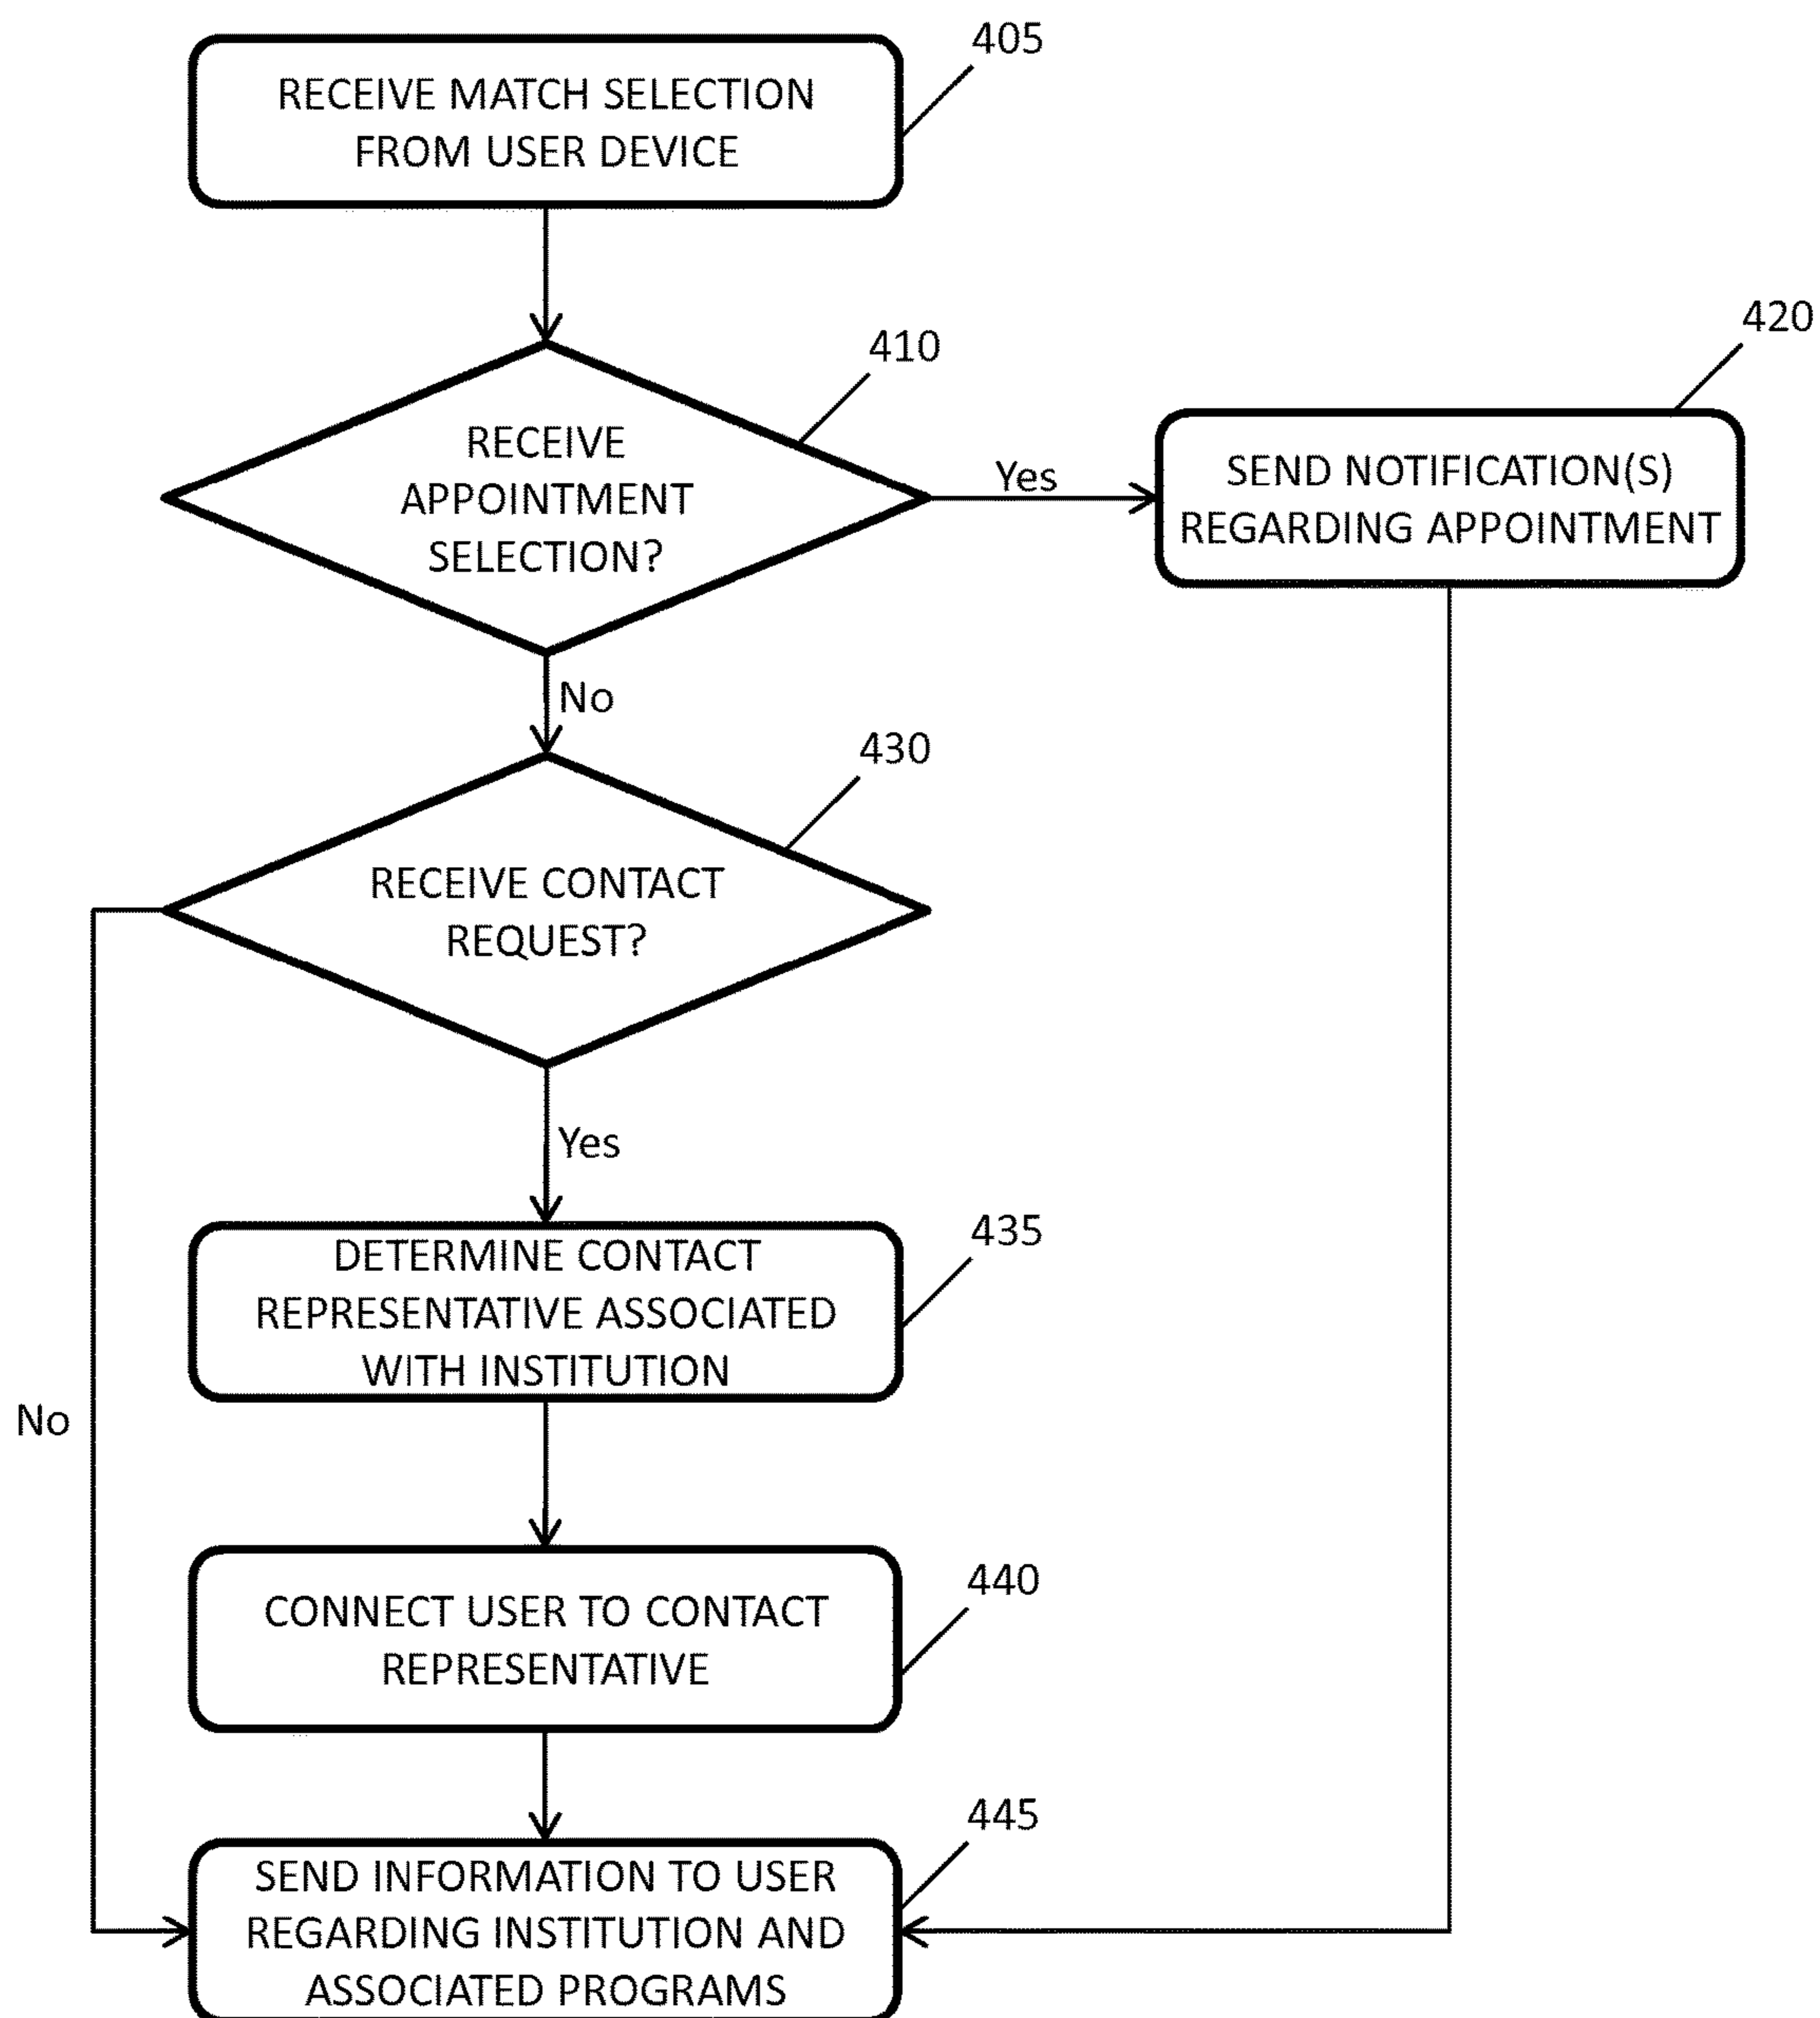 405
RECEIVE MATCH SELECTION
FROM USER DEVICE
410
RECEIVE
APPOINTMENT
SELECTION?
Yes
420
SEND NOTIFICATION(S)
REGARDING APPOINTMENT
No
430
RECEIVE CONTACT
REQUEST?
Yes
435
DETERMINE CONTACT
REPRESENTATIVE ASSOCIATED
WITH INSTITUTION
No
440
CONNECT USER TO CONTACT
REPRESENTATIVE
445
SEND INFORMATION TO USER
REGARDING INSTITUTION AND
ASSOCIATED PROGRAMS